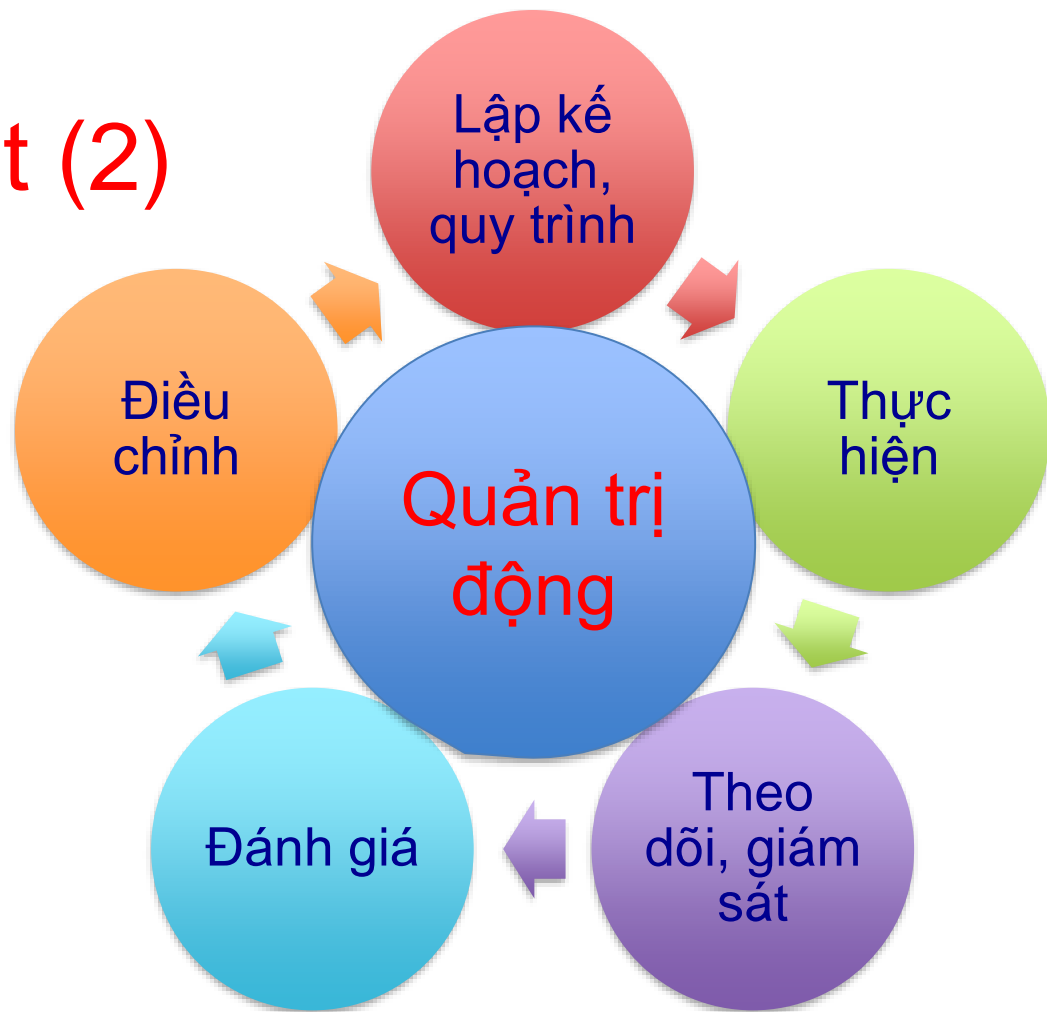 t (2)
Lập kế
hoạch,
quy trình
Thực
hiện
Theo
dõi, giám
sát
Đánh giá
Điều
chỉnh
Quản trị
động